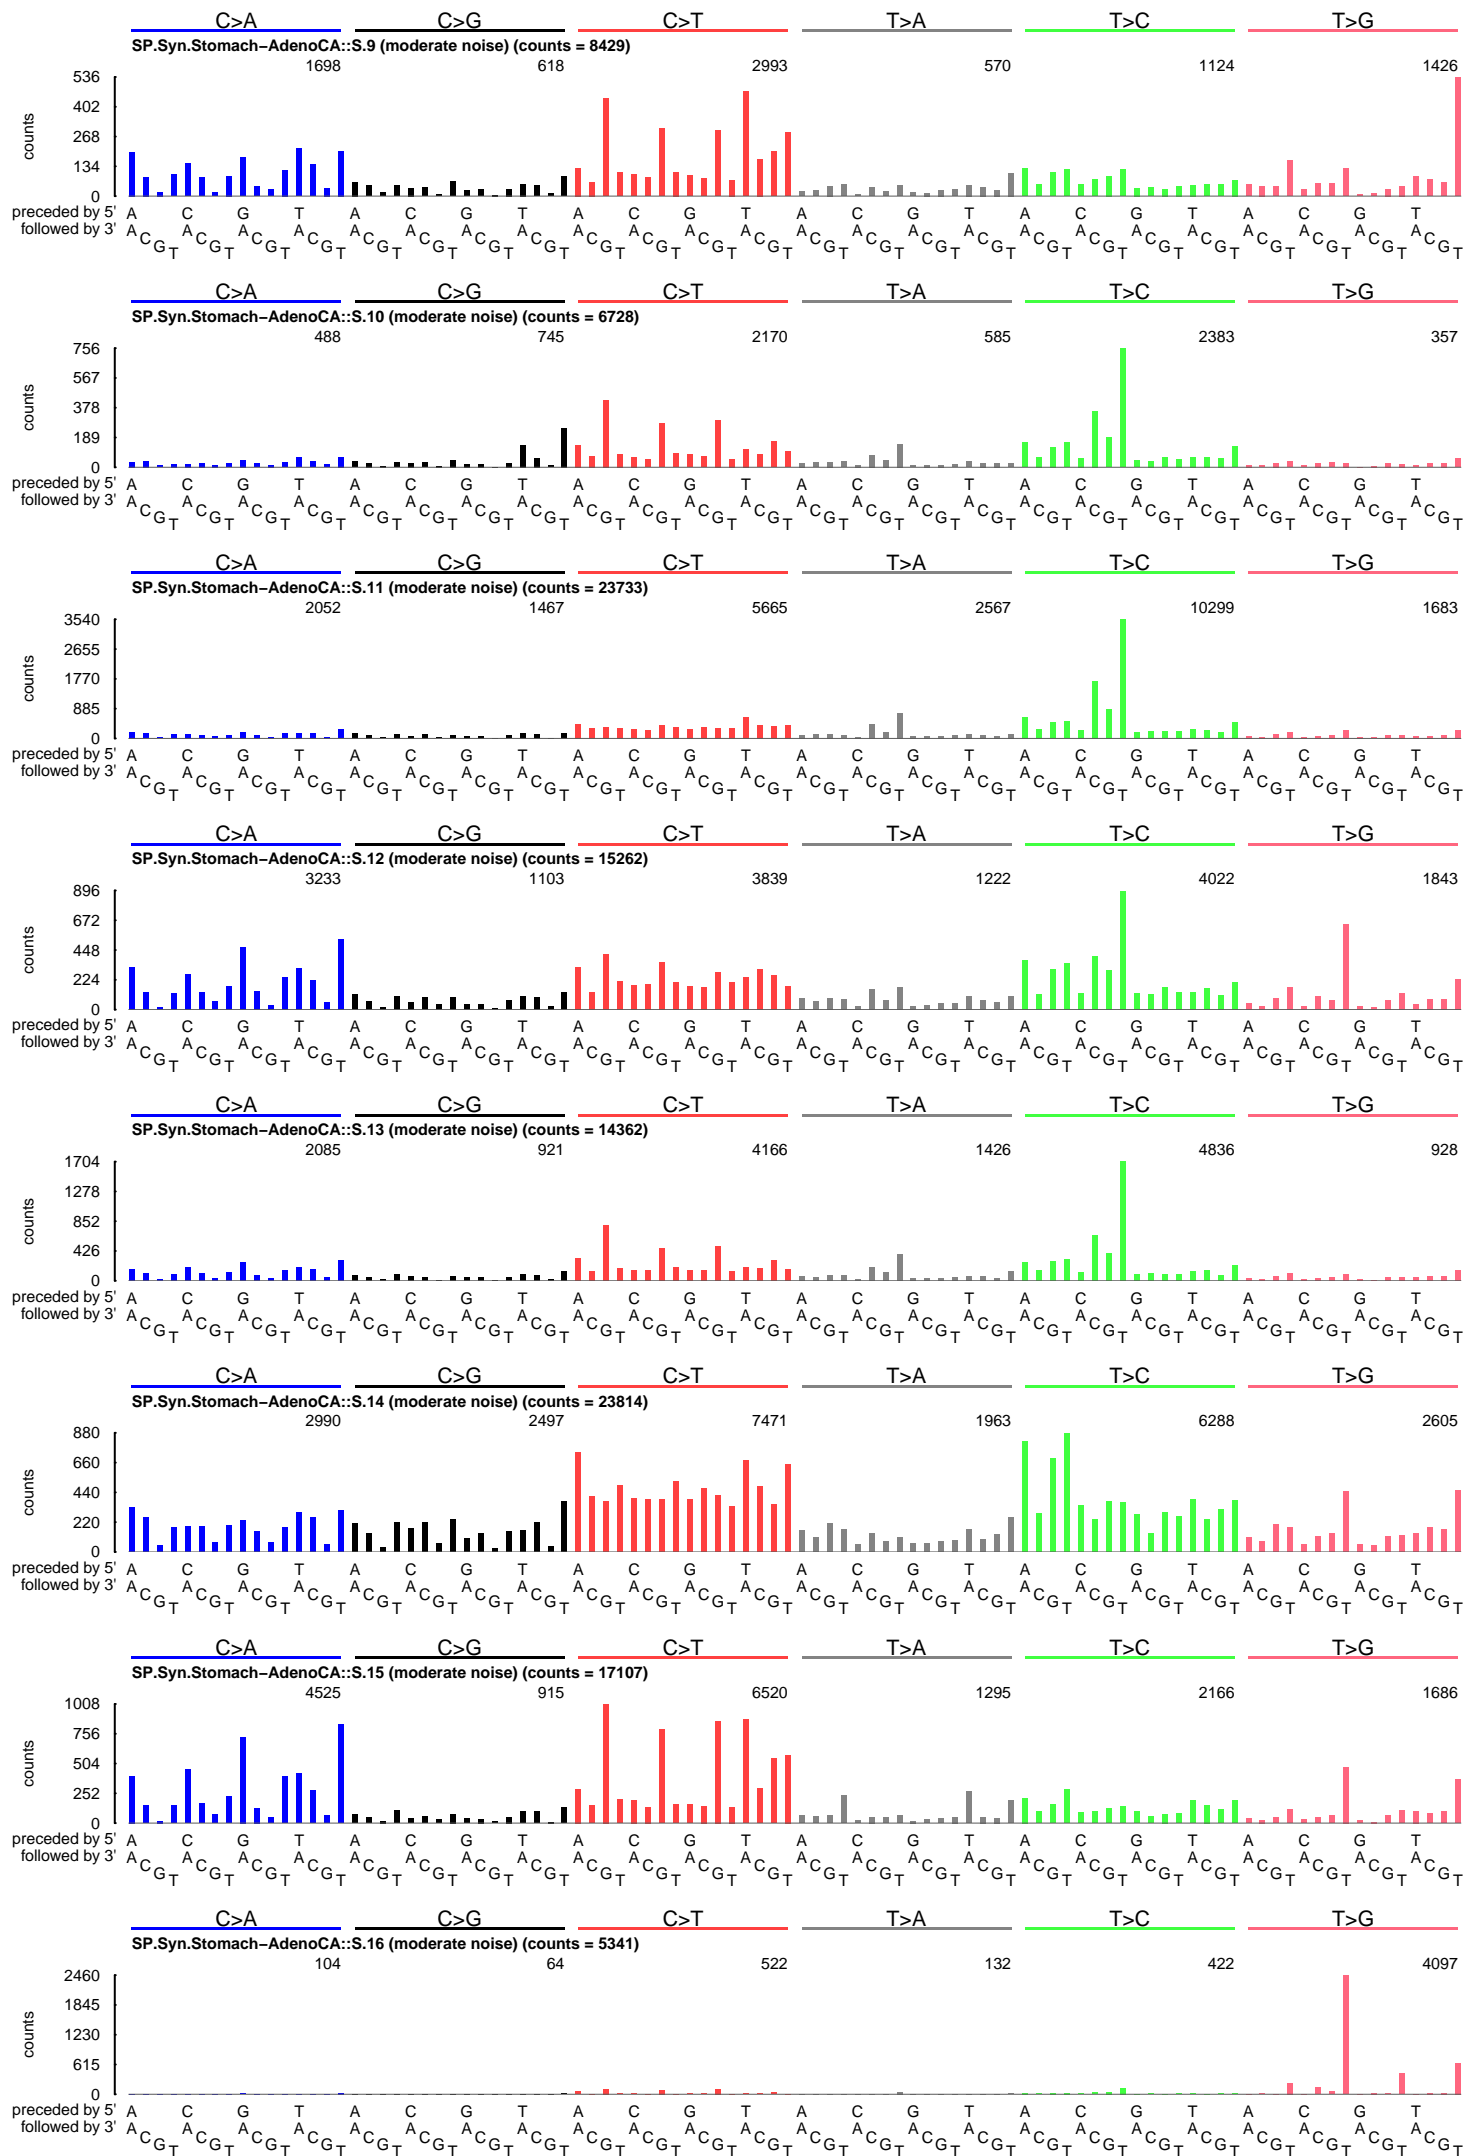 C>A C>G C>T T>A T>C T>G
SP.Syn.Stomach−AdenoCA::S.9 (moderate noise) (counts = 8429)
1698 618 2993 570 1124 1426
536
402
268
134
0
counts
preceded by 5' A C G T A C G T A C G T A C G T A C G T A C G T
followed by 3' A C G T A C G T A C G T A C G T A C G T A C G T A C G T A C G T A C G T A C G T A C G T A C G T A C G T A C G T A C G T A C G T A C G T A C G T A C G T A C G T A C G T A C G T A C G T A C G T
C>A C>G C>T T>A T>C T>G
SP.Syn.Stomach−AdenoCA::S.10 (moderate noise) (counts = 6728)
488 745 2170 585 2383 357
756
567
378
189
0
counts
preceded by 5' A C G T A C G T A C G T A C G T A C G T A C G T
followed by 3' A C G T A C G T A C G T A C G T A C G T A C G T A C G T A C G T A C G T A C G T A C G T A C G T A C G T A C G T A C G T A C G T A C G T A C G T A C G T A C G T A C G T A C G T A C G T A C G T
C>A C>G C>T T>A T>C T>G
SP.Syn.Stomach−AdenoCA::S.11 (moderate noise) (counts = 23733)
2052 1467 5665 2567 10299 1683
3540
2655
1770
885
0
counts
preceded by 5' A C G T A C G T A C G T A C G T A C G T A C G T
followed by 3' A C G T A C G T A C G T A C G T A C G T A C G T A C G T A C G T A C G T A C G T A C G T A C G T A C G T A C G T A C G T A C G T A C G T A C G T A C G T A C G T A C G T A C G T A C G T A C G T
C>A C>G C>T T>A T>C T>G
SP.Syn.Stomach−AdenoCA::S.12 (moderate noise) (counts = 15262)
3233 1103 3839 1222 4022 1843
896
672
448
224
0
counts
preceded by 5' A C G T A C G T A C G T A C G T A C G T A C G T
followed by 3' A C G T A C G T A C G T A C G T A C G T A C G T A C G T A C G T A C G T A C G T A C G T A C G T A C G T A C G T A C G T A C G T A C G T A C G T A C G T A C G T A C G T A C G T A C G T A C G T
C>A C>G C>T T>A T>C T>G
SP.Syn.Stomach−AdenoCA::S.13 (moderate noise) (counts = 14362)
2085 921 4166 1426 4836 928
1704
1278
852
426
0
counts
preceded by 5' A C G T A C G T A C G T A C G T A C G T A C G T
followed by 3' A C G T A C G T A C G T A C G T A C G T A C G T A C G T A C G T A C G T A C G T A C G T A C G T A C G T A C G T A C G T A C G T A C G T A C G T A C G T A C G T A C G T A C G T A C G T A C G T
C>A C>G C>T T>A T>C T>G
SP.Syn.Stomach−AdenoCA::S.14 (moderate noise) (counts = 23814)
2990 2497 7471 1963 6288 2605
880
660
440
220
0
counts
preceded by 5' A C G T A C G T A C G T A C G T A C G T A C G T
followed by 3' A C G T A C G T A C G T A C G T A C G T A C G T A C G T A C G T A C G T A C G T A C G T A C G T A C G T A C G T A C G T A C G T A C G T A C G T A C G T A C G T A C G T A C G T A C G T A C G T
C>A C>G C>T T>A T>C T>G
SP.Syn.Stomach−AdenoCA::S.15 (moderate noise) (counts = 17107)
4525 915 6520 1295 2166 1686
1008
756
504
252
0
counts
preceded by 5' A C G T A C G T A C G T A C G T A C G T A C G T
followed by 3' A C G T A C G T A C G T A C G T A C G T A C G T A C G T A C G T A C G T A C G T A C G T A C G T A C G T A C G T A C G T A C G T A C G T A C G T A C G T A C G T A C G T A C G T A C G T A C G T
C>A C>G C>T T>A T>C T>G
SP.Syn.Stomach−AdenoCA::S.16 (moderate noise) (counts = 5341)
104 64 522 132 422 4097
2460
1845
1230
615
0
counts
preceded by 5' A C G T A C G T A C G T A C G T A C G T A C G T
followed by 3' A C G T A C G T A C G T A C G T A C G T A C G T A C G T A C G T A C G T A C G T A C G T A C G T A C G T A C G T A C G T A C G T A C G T A C G T A C G T A C G T A C G T A C G T A C G T A C G T